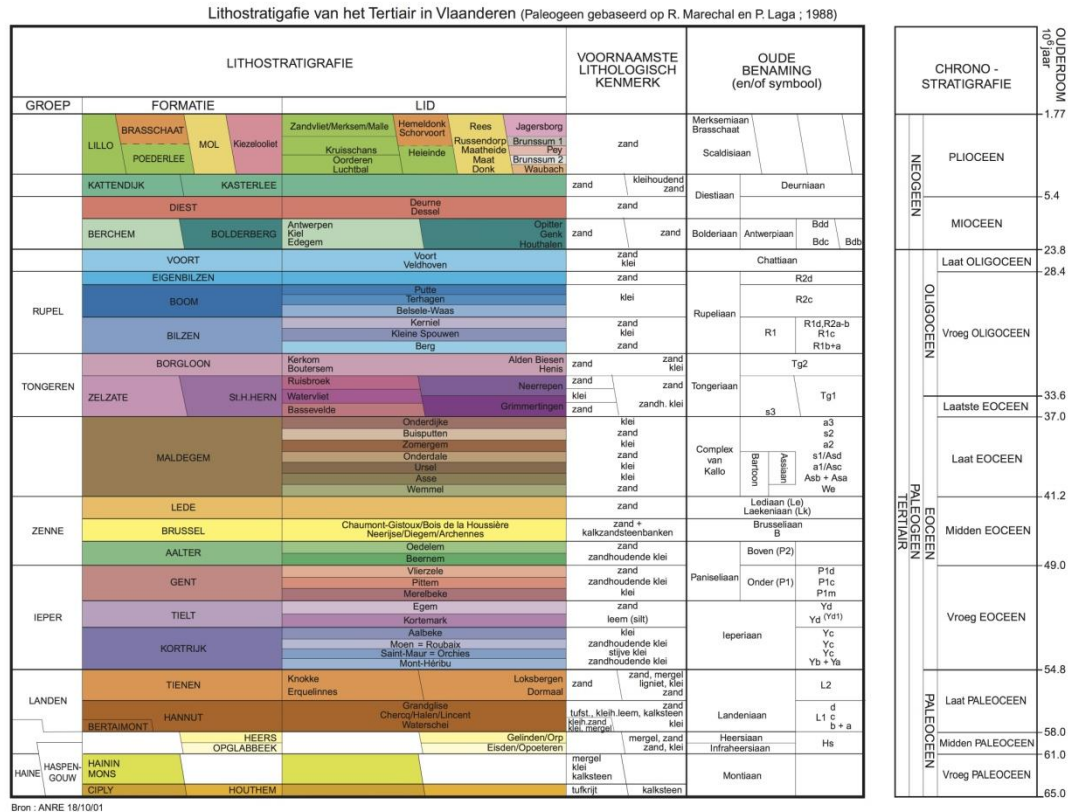 Lithostratigafie van het Tertiair in Vlaanderen (Paleogeen gebaseerd op R. Marechal en P. Laga ; 1988)
LITHOSTRATIGRAFIE
VOORNAAMSTE
LITHOLOGISCH
KENMERK
OUDE
BENAMING
(en/of symbool)
CHRONO -
STRATIGRAFIE
OUDERDOM
10⁶ jaar
GROEP
FORMATIE
LID
1.77
LILLO
BRASSCHAAT
POEDERLEE
MOL
Kiezelooliet
Zandvliet/Merksem/Malle
Kruisschans
Oorderen
Luchtbal
Hemeldonk
Schorvoort
Heieinde
Rees
Russendorp
Maatheide
Maat
Donk
Jagersborg
Brunssum 1
Pey
Brunssum 2
Waubach
zand
Merksemiaan
Brasschaat
Scaldisiaan
PLIOCEEN
KATTENDIJK
KASTERLEE
zand
kleihoudend
zand
Diestiaan
Deurniaan
5.4
DIEST
Deurne
Dessel
zand
NEOGEEN
MIOCEEN
BERCHEM
BOLDERBERG
Antwerpen
Kiel
Edegem
Opitter
Genk
Houthalen
zand
zand
Bolderiaan
Antwerpiaan
Bdd
Bdc
Bdb
23.8
VOORT
Voort
Veldhoven
zand
klei
Chattiaan
Laat OLIGOCEEN
28.4
RUPEL
EIGENBILZEN
zand
Rupeliaan
R2d
BOOM
Putte
Terhagen
Belsele-Waas
klei
R2c
BILZEN
Kerniel
Kleine Spouwen
Berg
zand
klei
zand
R1
R1d,R2a-b
R1c
R1b+a
OLIGOCEEN
Vroeg OLIGOCEEN
TONGEREN
BORGLOON
Kerkom
Boutersem
Alden Biesen
Henis
zand
zand
klei
Tongeriaan
Tg2
ZELZATE
St.H.HERN
Ruisbroek
Watervliet
Bassevelde
Neerrepen
Grimmertingen
zand
klei
zand
zand
zandh. klei
Tg1
s3
33.6
Laatste EOCEEN
37.0
MALDEGEM
Onderdijke
Buisputten
Zomergem
Onderdale
Ursel
Asse
Wemmel
klei
zand
klei
zand
klei
klei
zand
Complex
van
Kallo
Bartoon
Assiaan
a3
s2
a2
s1/Asd
a1/Asc
Asb + Asa
We
Laat EOCEEN
41.2
ZENNE
LEDE
zand
Lediaan (Le)
Laekeniaan (Lk)
BRUSSEL
Chaumont-Gistoux/Bois de la Houssière
Neerijse/Diegem/Archennes
zand +
kalkzandsteenbanken
Brusseliaan
B
AALTER
Oedelem
Beernem
zand
zandhoudende klei
Paniseliaan
Boven (P2)
Midden EOCEEN
49.0
EOCEEN
PALEOGEEN
TERTIAIR
IEPER
GENT
Vlierzele
Pittem
Merelbeke
zand
zandhoudende klei
klei
Onder (P1)
P1d
P1c
P1m
TIELT
Egem
Kortemark
zand
leem (silt)
Ieperiaan
Yd
Yd (Yd1)
KORTRIJK
Aalbeke
Moen = Roubaix
Saint-Maur = Orchies
Mont-Héribu
klei
zandhoudende klei
stijve klei
zandhoudende klei
Yc
Yc
Yc
Yb + Ya
Vroeg EOCEEN
54.8
LANDEN
TIENEN
Knokke
Erquelinnes
Loksbergen
Dormaal
zand
zand, mergel
ligniet, klei
zand
Landeniaan
L2
HANNUT
BERTAIMONT
Grandglise
Chercq/Halen/Lincent
Waterschei
zand
tufst., kleih.leem, kalksteen
klei
kleih.zand
klei, mergel
L1
d
c
b + a
Laat PALEOCEEN
58.0
HEERS
OPGLABBEEK
Gelinden/Orp
Eisden/Opoeteren
mergel, zand
zand, klei
Heersiaan
Infraheersiaan
Hs
Midden PALEOCEEN
61.0
HAINE
HASPEN-
GOUW
HAININ
MONS
mergel
klei
kalksteen
Montiaan
CIPLY
HOUTHEM
tufkrijt
kalksteen
PALEOCEEN
Vroeg PALEOCEEN
65.0
Bron : ANRE 18/10/01